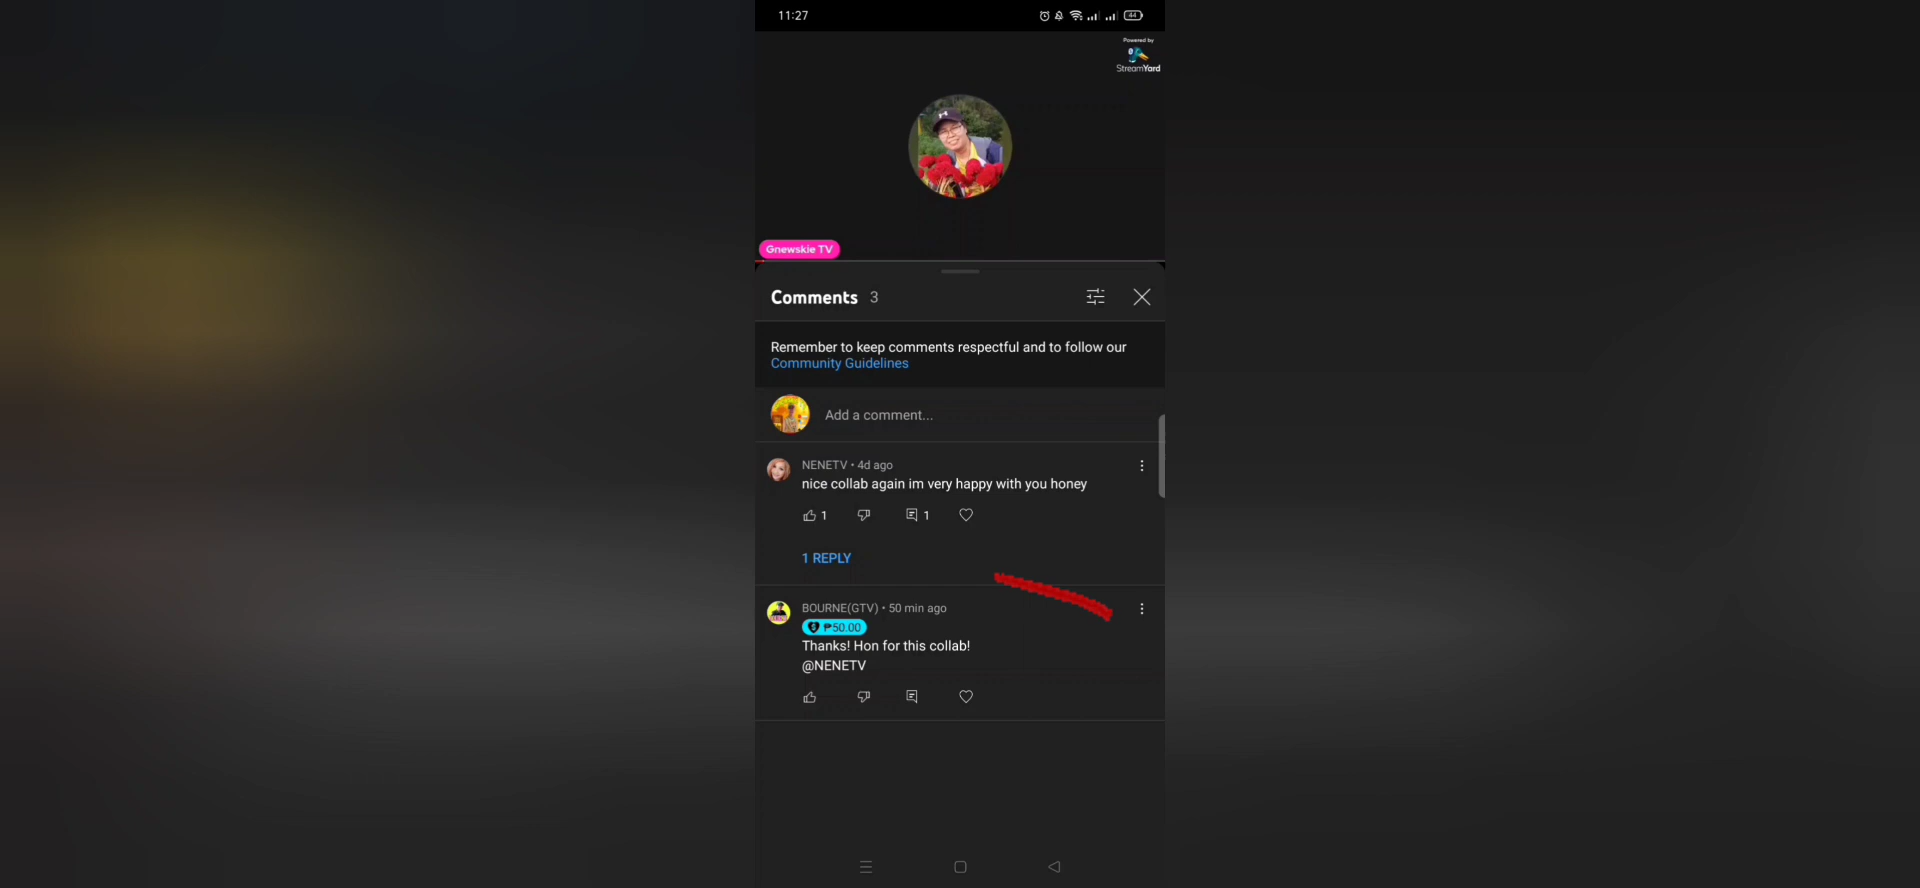 11:27
44
Powered by
StreamYard
Gnewskie TV
Comments 3
Remember to keep comments respectful and to follow our
Community Guidelines
Add a comment...
NENETV • 4d ago
nice collab again im very happy with you honey
1
1
1 REPLY
BOURNE(GTV) • 50 min ago
₱50.00
Thanks! Hon for this collab!
@NENETV